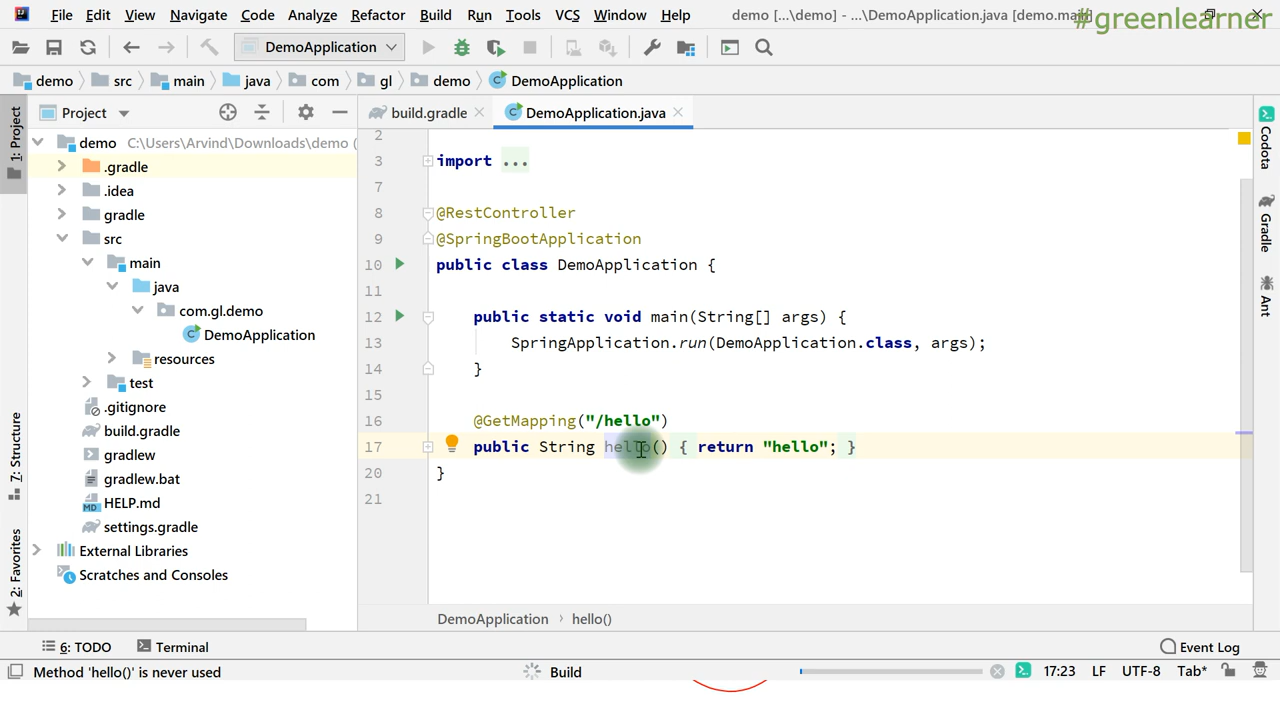 File Edit View Navigate Code Analyze Refactor Build Run Tools VCS Window Help demo [...\demo] - ...\DemoApplication.java [demo.main]
#greenlearner
DemoApplication
demo src main java com gl demo DemoApplication
1: Project
Project
build.gradle DemoApplication.java
demo C:\Users\Arvind\Downloads\demo (
.gradle
.idea
gradle
src
main
java
com.gl.demo
DemoApplication
resources
test
.gitignore
build.gradle
gradlew
gradlew.bat
HELP.md
settings.gradle
External Libraries
Scratches and Consoles
7: Structure
2: Favorites
2
3 import ...
7
8 @RestController
9 @SpringBootApplication
10 public class DemoApplication {
11
12 public static void main(String[] args) {
13 SpringApplication.run(DemoApplication.class, args);
14 }
15
16 @GetMapping("/hello")
17 public String hello() { return "hello"; }
20 }
21
DemoApplication › hello()
Codota
Gradle
Ant
6: TODO Terminal Event Log
Method 'hello()' is never used Build 17:23 LF UTF-8 Tab*